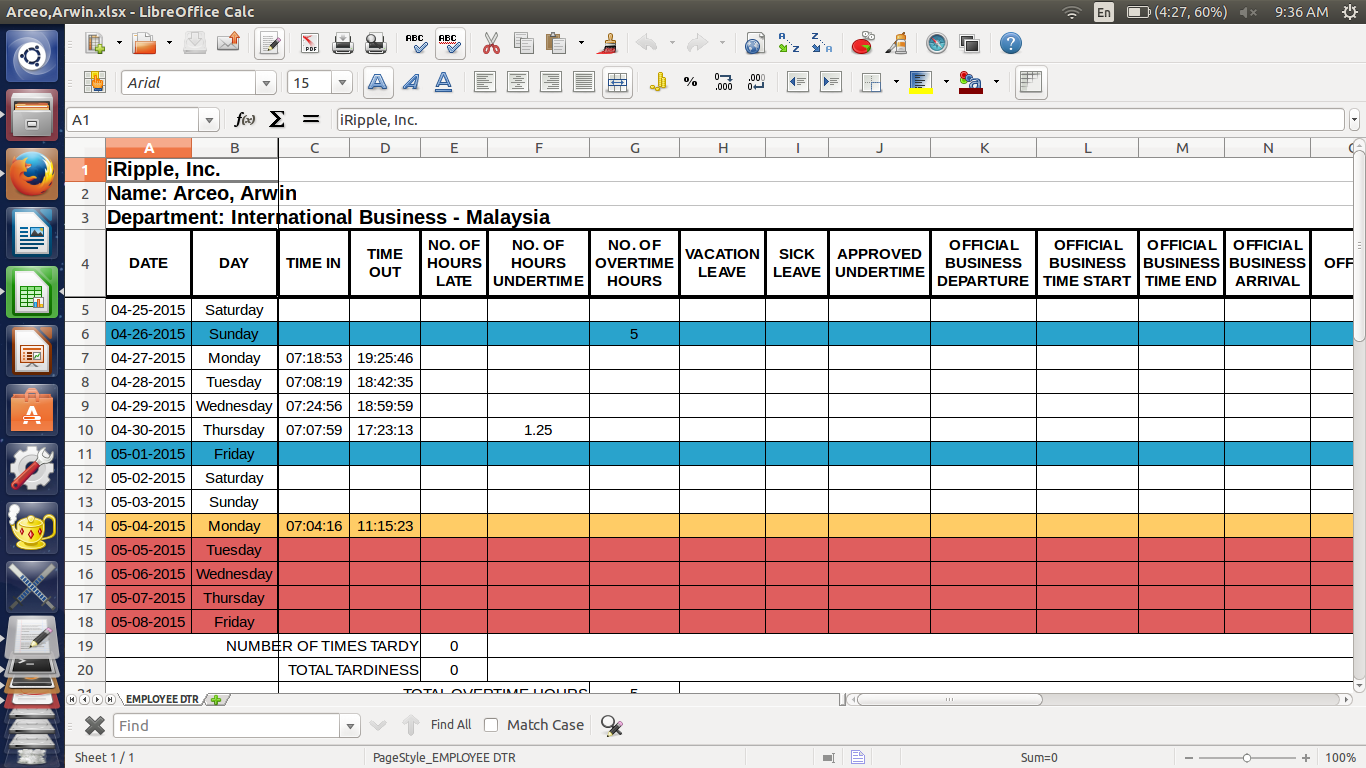 Arceo,Arwin.xlsx - LibreOffice Calc En (4:27, 60%) 9:36 AM
Arial 15
A1 iRipple, Inc.
A B C D E F G H I J K L M N
1 iRipple, Inc.
2 Name: Arceo, Arwin
3 Department: International Business - Malaysia
4 DATE DAY TIME IN TIME OUT NO. OF HOURS LATE NO. OF HOURS UNDERTIME NO. OF OVERTIME HOURS VACATION LEAVE SICK LEAVE APPROVED UNDERTIME OFFICIAL BUSINESS DEPARTURE OFFICIAL BUSINESS TIME START OFFICIAL BUSINESS TIME END OFFICIAL BUSINESS ARRIVAL OFF
5 04-25-2015 Saturday
6 04-26-2015 Sunday 5
7 04-27-2015 Monday 07:18:53 19:25:46
8 04-28-2015 Tuesday 07:08:19 18:42:35
9 04-29-2015 Wednesday 07:24:56 18:59:59
10 04-30-2015 Thursday 07:07:59 17:23:13 1.25
11 05-01-2015 Friday
12 05-02-2015 Saturday
13 05-03-2015 Sunday
14 05-04-2015 Monday 07:04:16 11:15:23
15 05-05-2015 Tuesday
16 05-06-2015 Wednesday
17 05-07-2015 Thursday
18 05-08-2015 Friday
19 NUMBER OF TIMES TARDY 0
20 TOTAL TARDINESS 0
21 TOTAL OVERTIME HOURS 5
EMPLOYEE DTR
Find Find All Match Case
Sheet 1 / 1 PageStyle_EMPLOYEE DTR Sum=0 100%